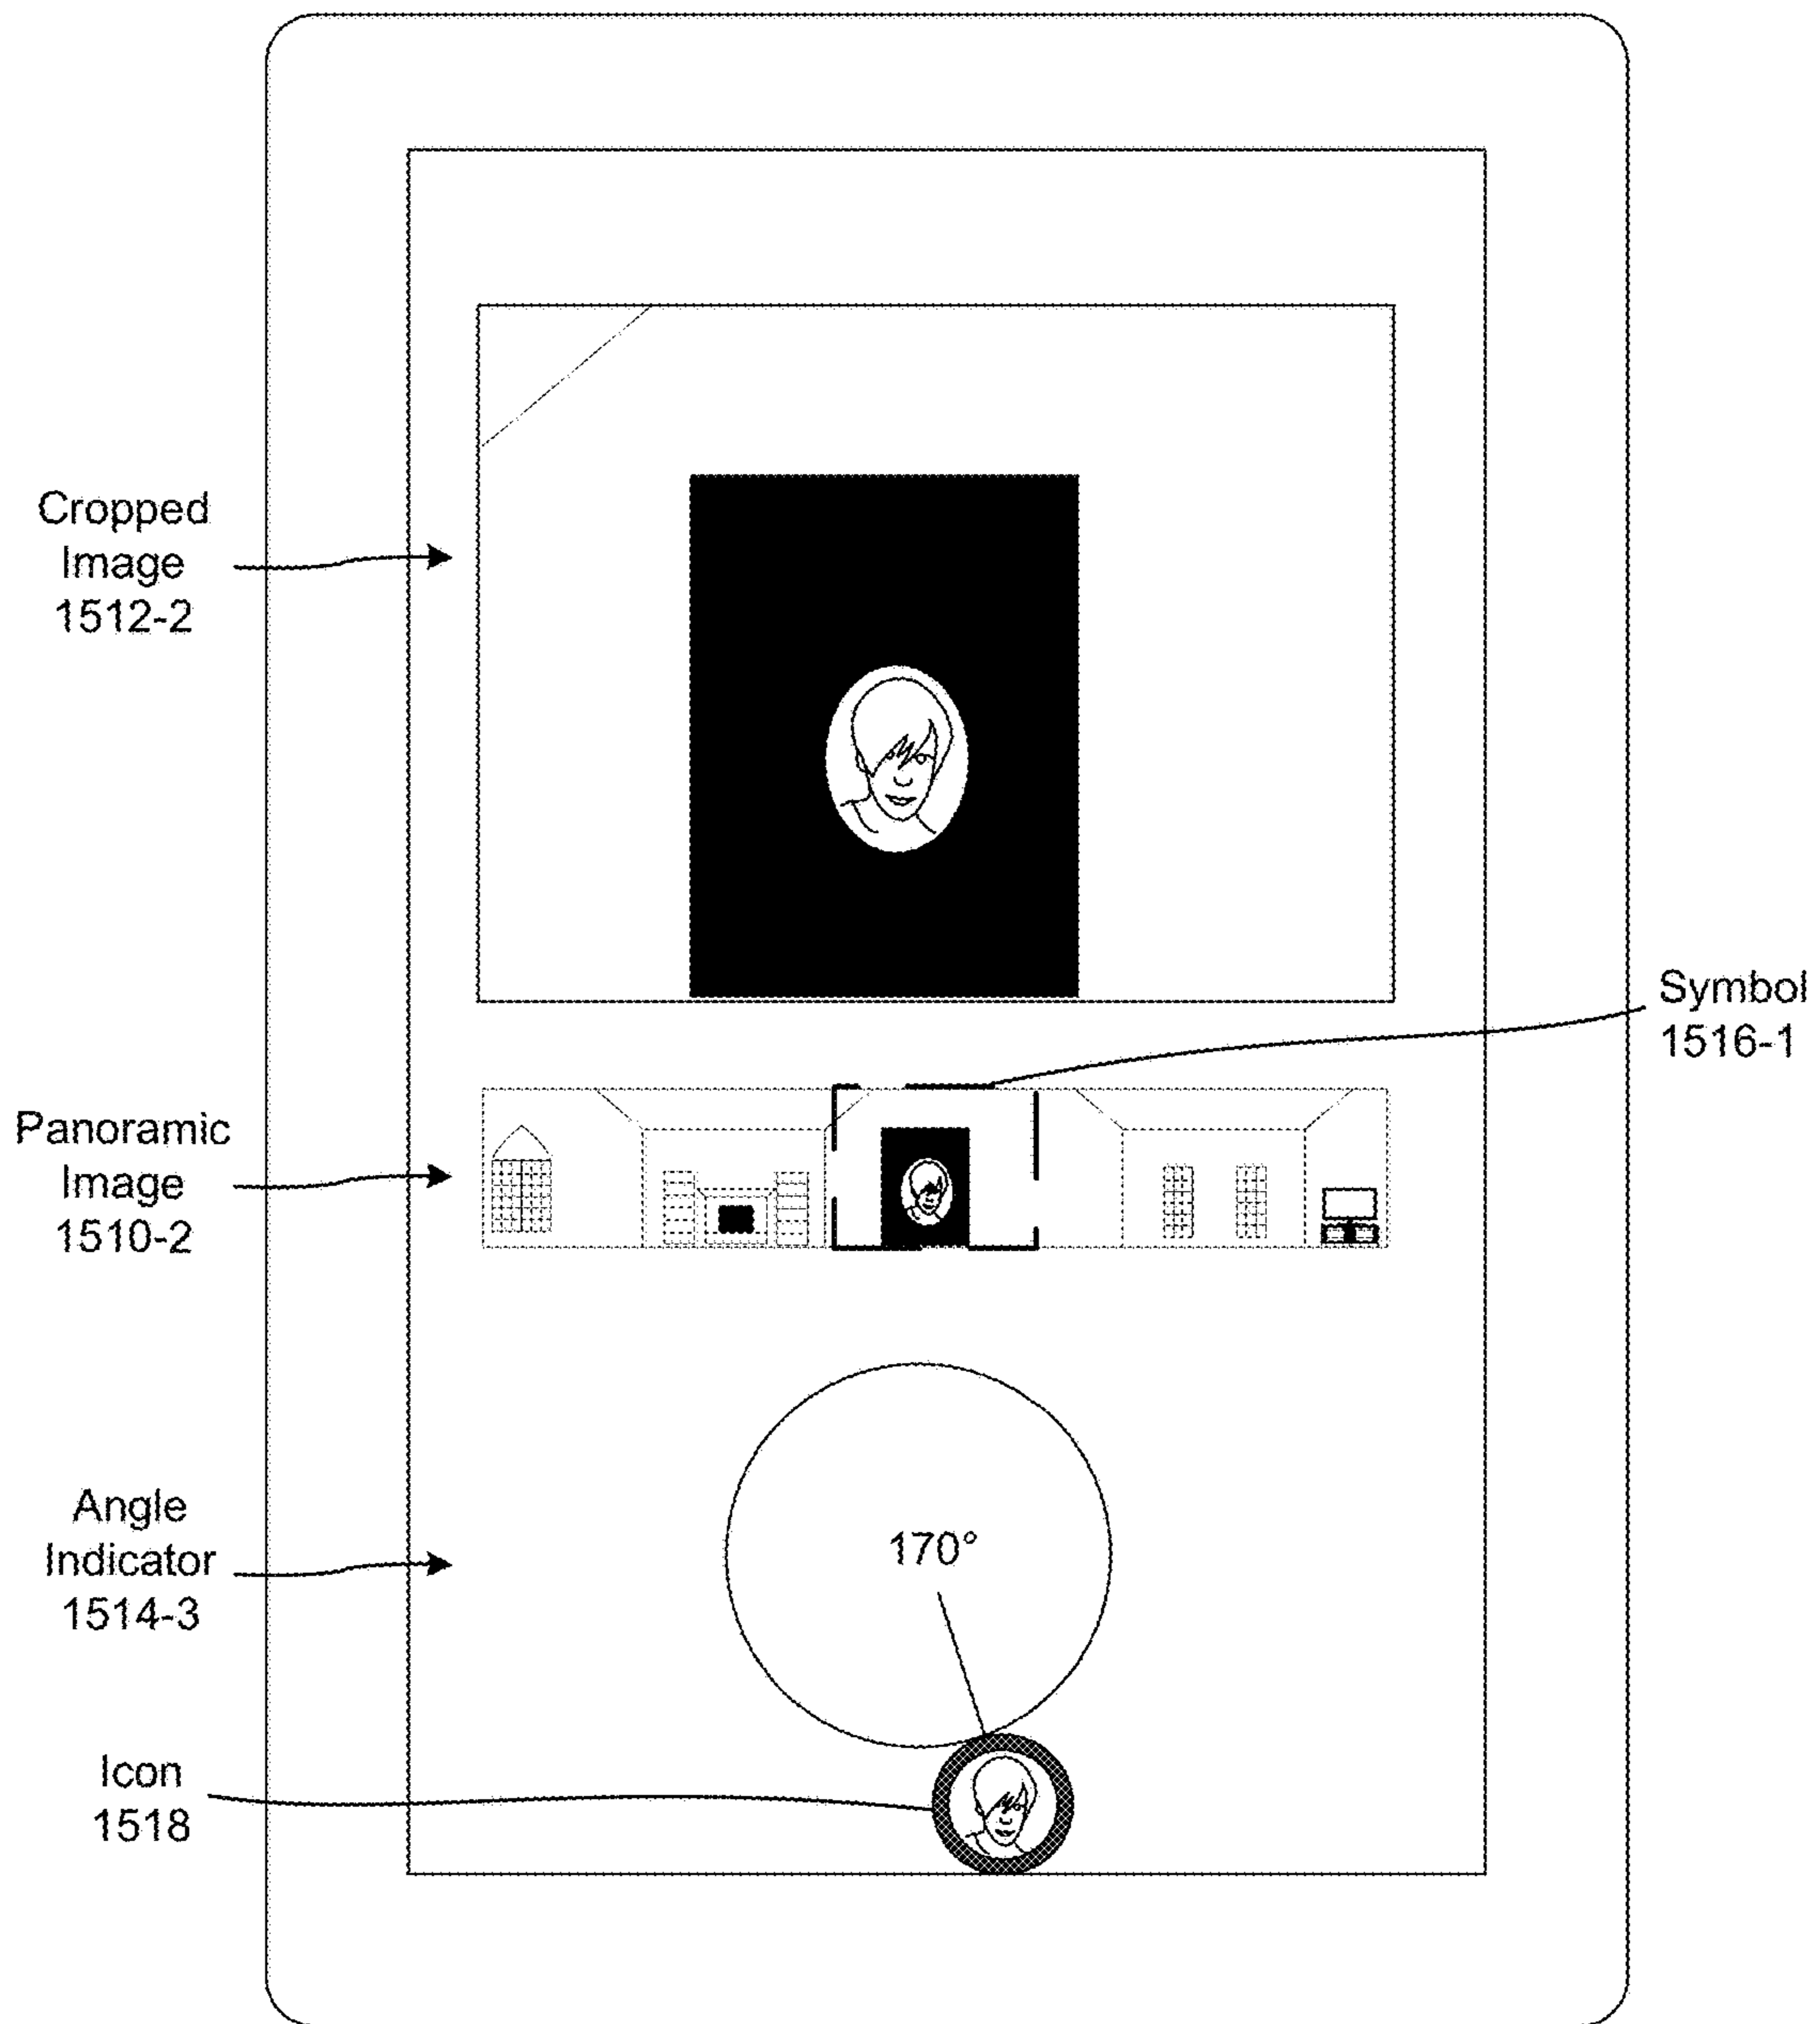 Cropped
Image
1512-2
Symbol
1516-1
Panoramic
Image
1510-2
Angle
Indicator
1514-3
170°
Icon
1518